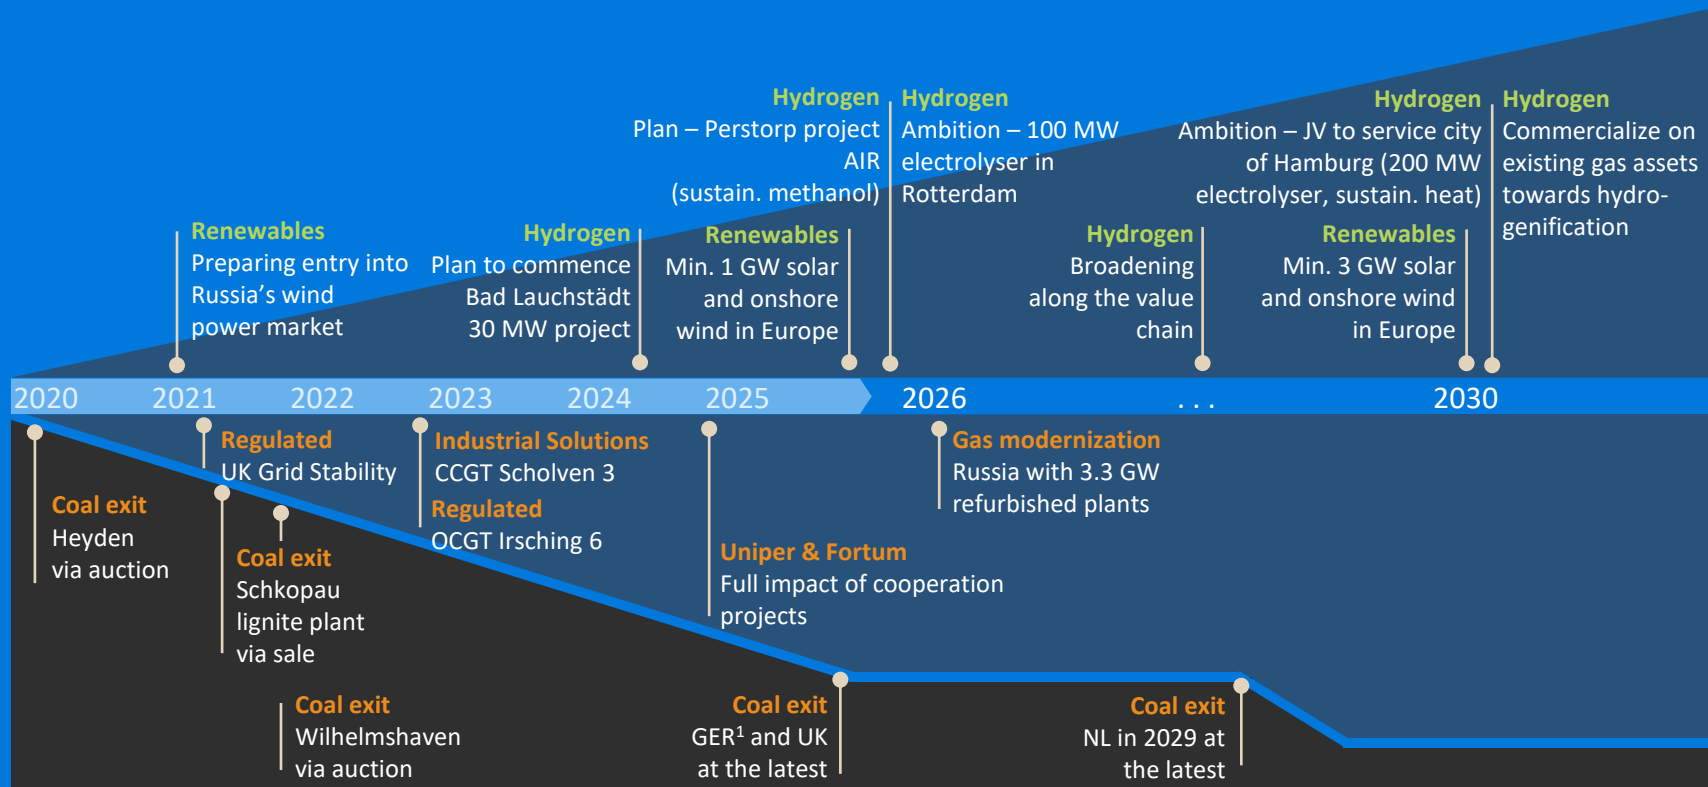 Hydrogen
Plan – Perstorp project
AIR
(sustain. methanol)
Hydrogen
Ambition – 100 MW
electrolyser in
Rotterdam
Hydrogen
Ambition – JV to service city
of Hamburg (200 MW
electrolyser, sustain. heat)
Hydrogen
Commercialize on
existing gas assets
towards hydro-
genification
Renewables
Preparing entry into
Russia’s wind
power market
Hydrogen
Plan to commence
Bad Lauchstädt
30 MW project
Renewables
Min. 1 GW solar
and onshore
wind in Europe
Hydrogen
Broadening
along the value
chain
Renewables
Min. 3 GW solar
and onshore wind
in Europe
2020 2021 2022 2023 2024 2025 2026 . . . 2030
Regulated
UK Grid Stability
Industrial Solutions
CCGT Scholven 3
Regulated
OCGT Irsching 6
Gas modernization
Russia with 3.3 GW
refurbished plants
Coal exit
Heyden
via auction
Coal exit
Schkopau
lignite plant
via sale
Uniper & Fortum
Full impact of cooperation
projects
Coal exit
Wilhelmshaven
via auction
Coal exit
GER¹ and UK
at the latest
Coal exit
NL in 2029 at
the latest